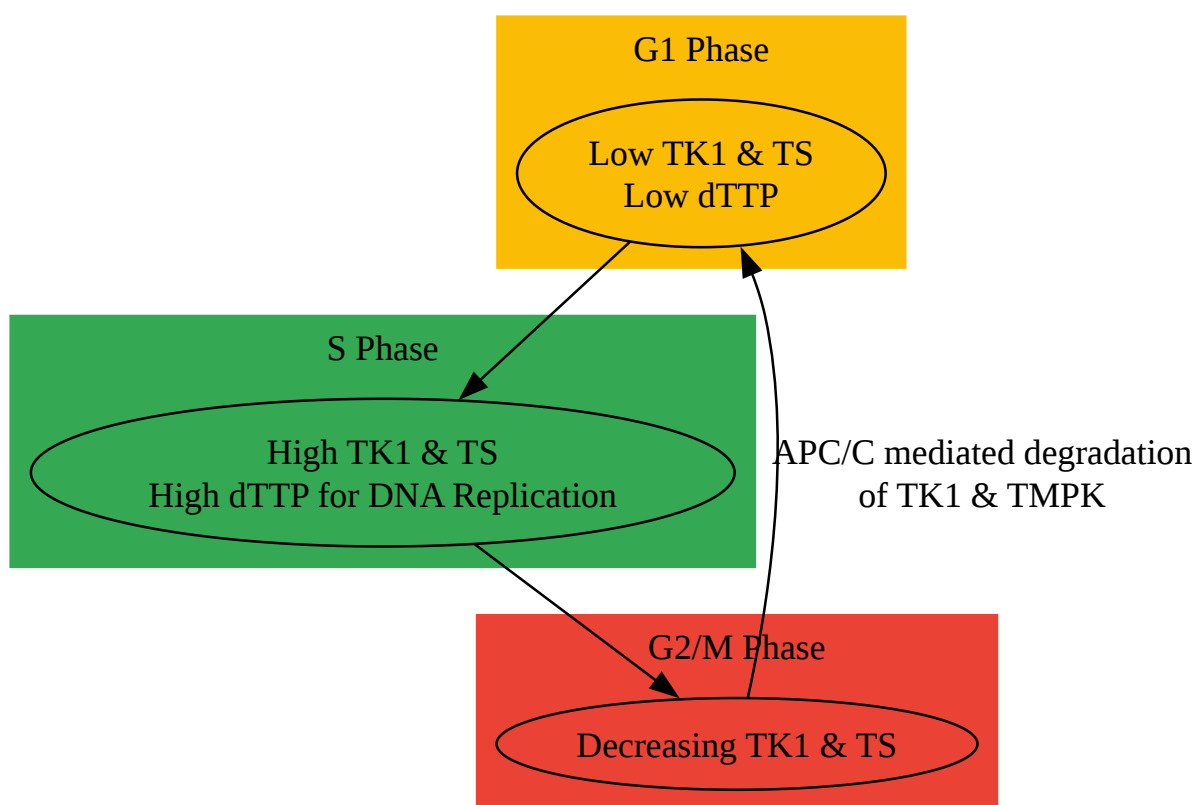 G1 Phase
Low TK1 & TS
Low dTTP
S Phase
High TK1 & TS
High dTTP for DNA Replication
APC/C mediated degradation
of TK1 & TMPK
G2/M Phase
Decreasing TK1 & TS